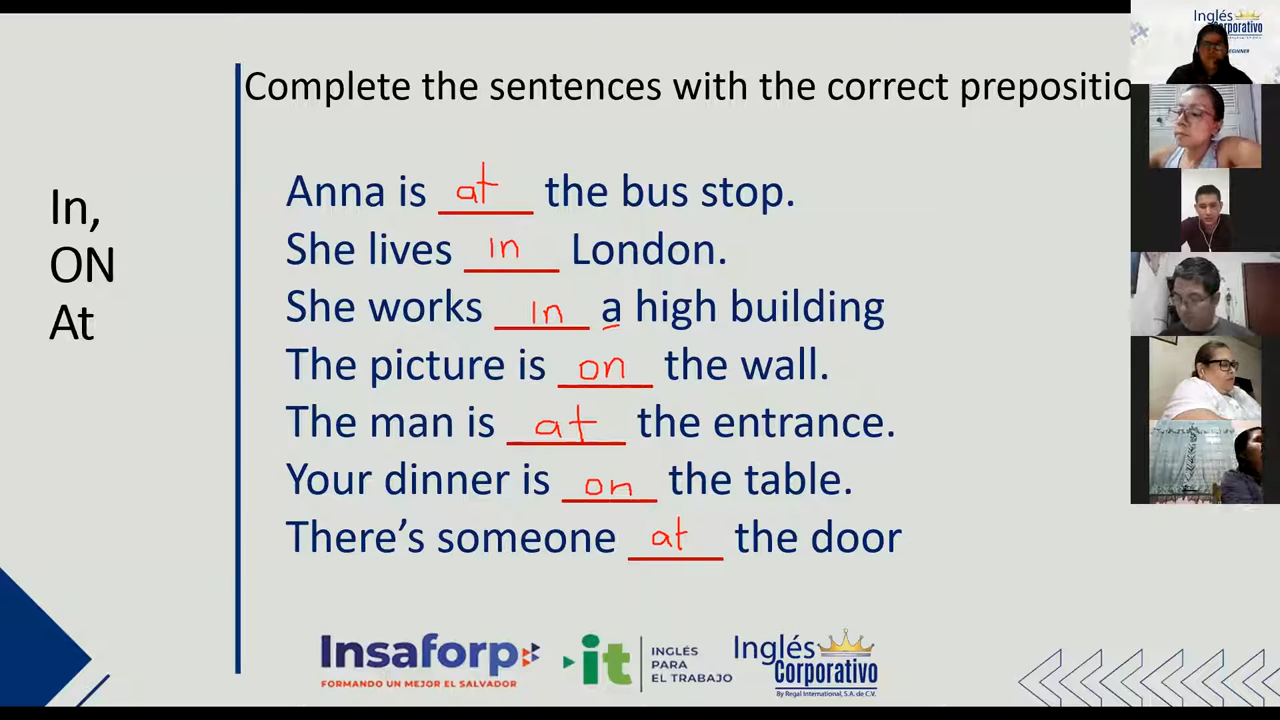 Complete the sentences with the correct prepositio
In,
ON
At
Anna is at the bus stop.
She lives in London.
She works in a high building
The picture is on the wall.
The man is at the entrance.
Your dinner is on the table.
There's someone at the door
Insaforp
FORMANDO UN MEJOR EL SALVADOR
it
INGLÉS
PARA
EL TRABAJO
Inglés
Corporativo
By Regal International, S.A. de C.V.
Inglés
Corporativo